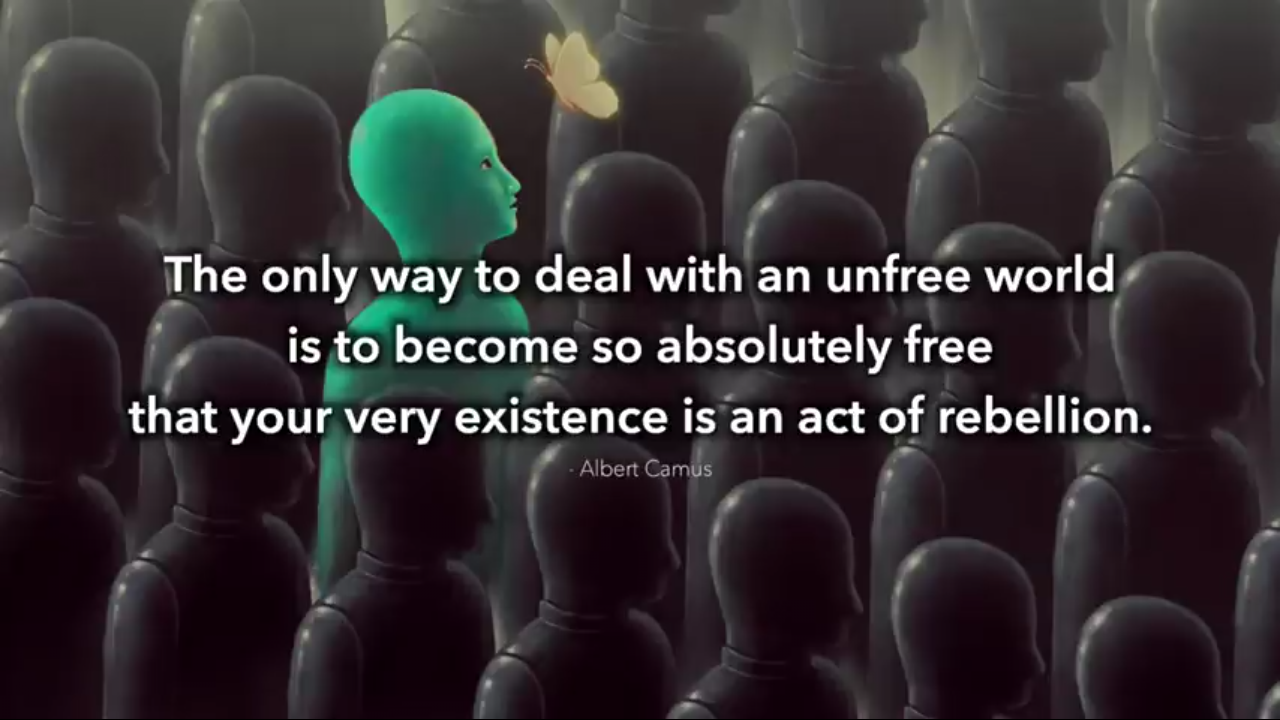 The only way to deal with an unfree world
is to become so absolutely free
that your very existence is an act of rebellion.
- Albert Camus